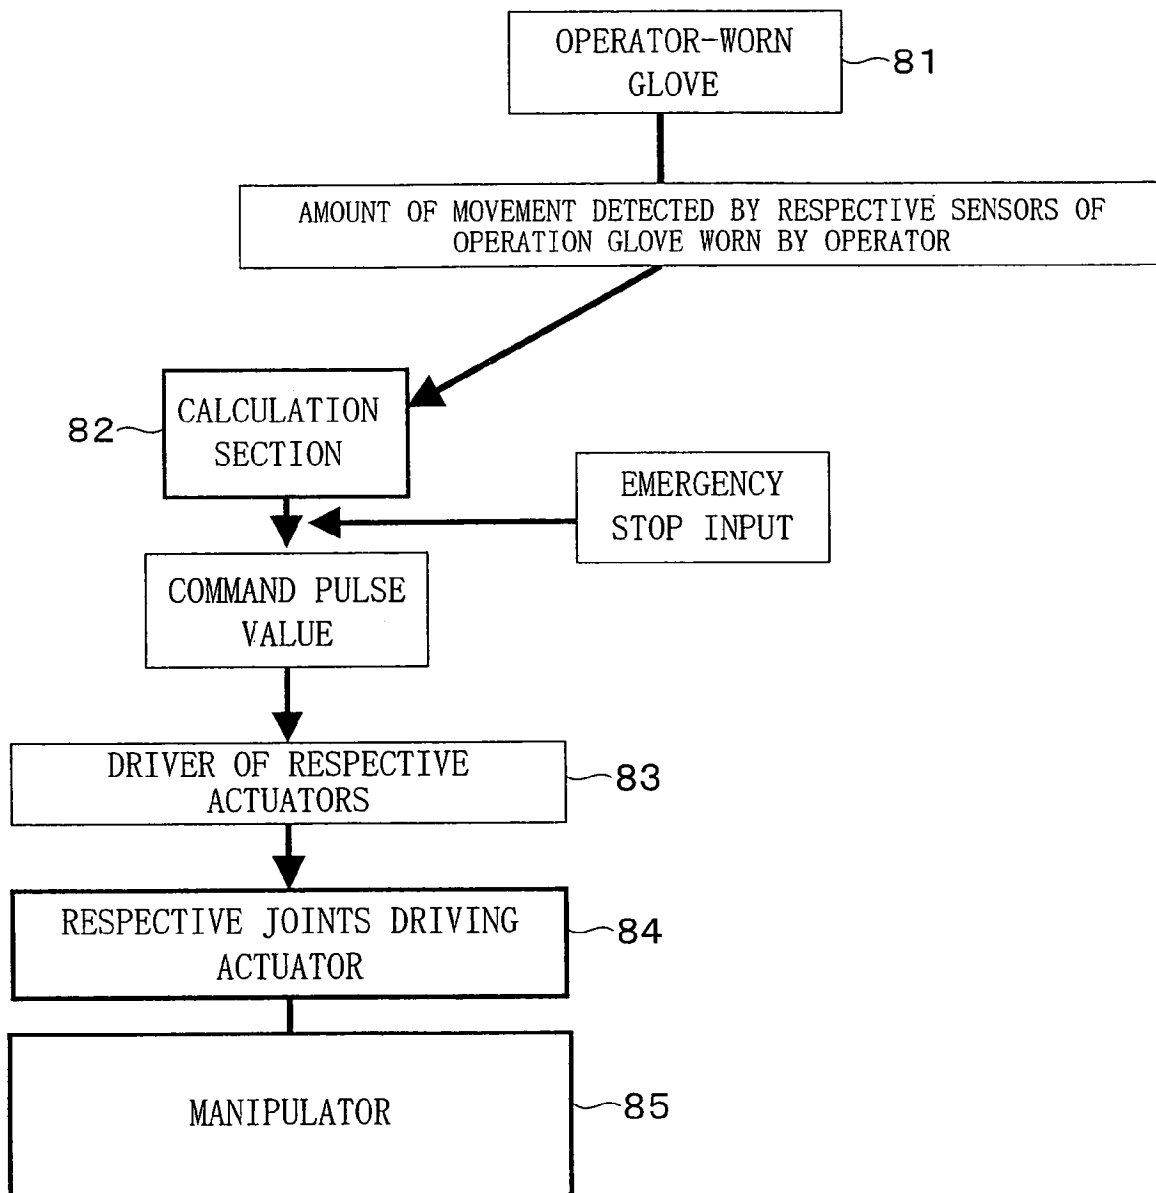 OPERATOR-WORN
GLOVE
81
AMOUNT OF MOVEMENT DETECTED BY RESPECTIVE SENSORS OF
OPERATION GLOVE WORN BY OPERATOR
82
CALCULATION
SECTION
EMERGENCY
STOP INPUT
COMMAND PULSE
VALUE
DRIVER OF RESPECTIVE
ACTUATORS
83
RESPECTIVE JOINTS DRIVING
ACTUATOR
84
MANIPULATOR
85